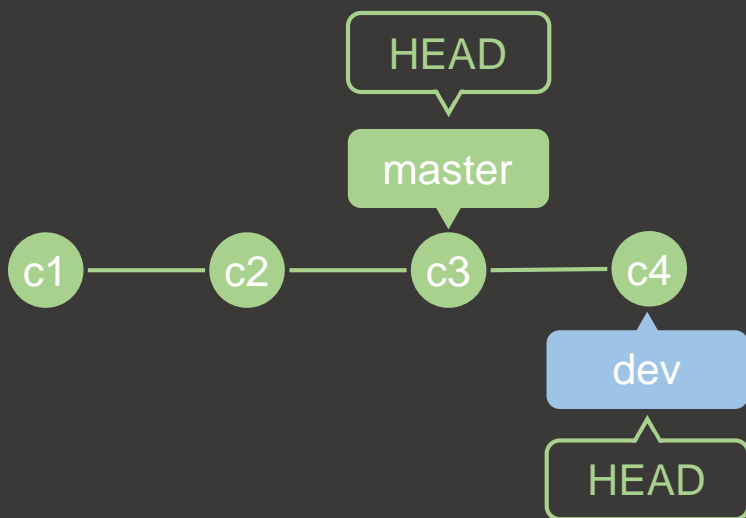 HEAD
master
c1
c2
c3
c4
dev
HEAD